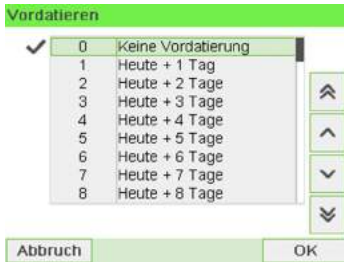 Vordatieren
0 Keine Vordatierung
1 Heute + 1 Tag
2 Heute + 2 Tage
3 Heute + 3 Tage
4 Heute + 4 Tage
5 Heute + 5 Tage
6 Heute + 6 Tage
7 Heute + 7 Tage
8 Heute + 8 Tage
Abbruch OK